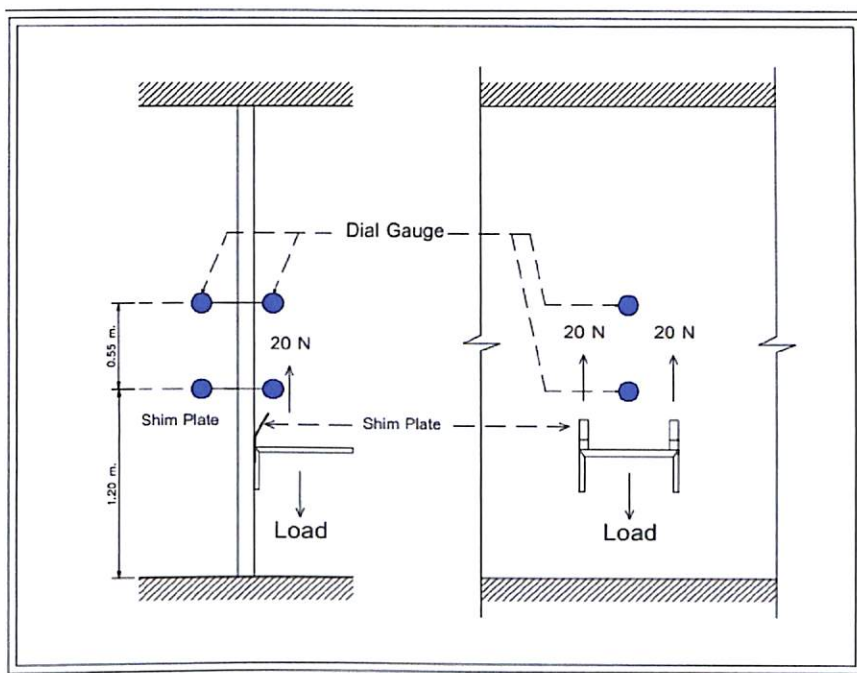 Dial Gauge
0.55 m.
20 N
20 N
20 N
Shim Plate
Shim Plate
1.20 m.
Load
Load